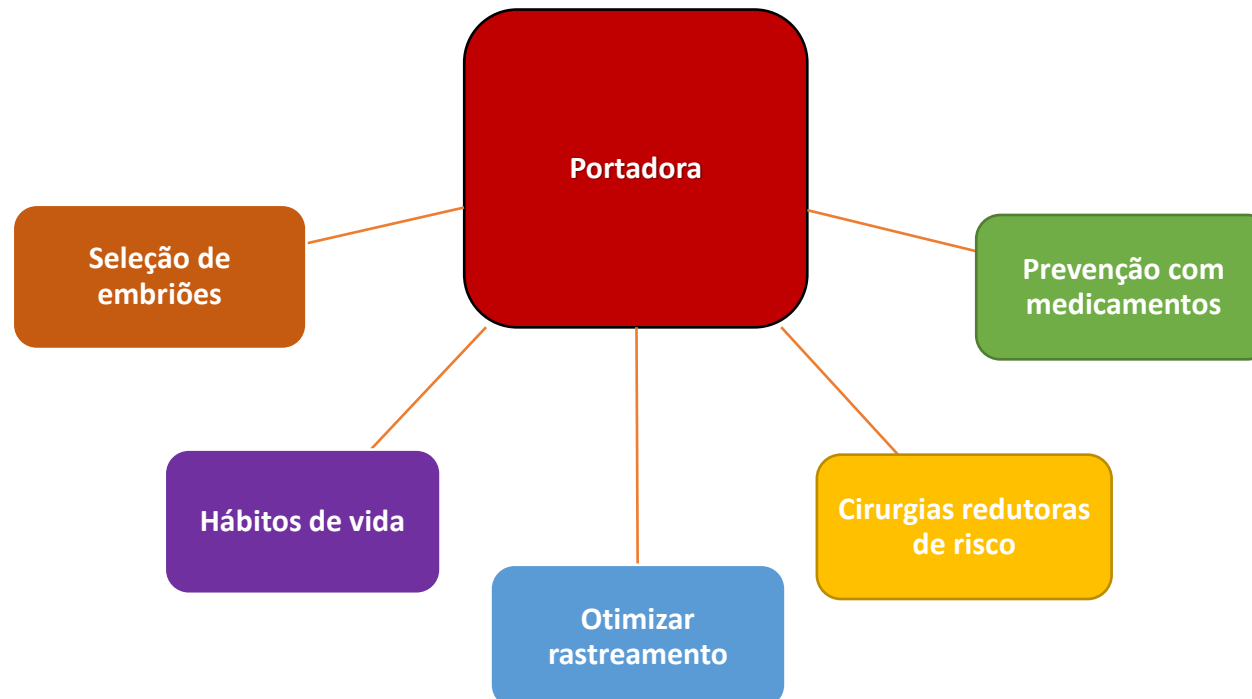 Portadora
Seleção de
embriões
Prevenção com
medicamentos
Hábitos de vida
Cirurgias redutoras
de risco
Otimizar
rastreamento